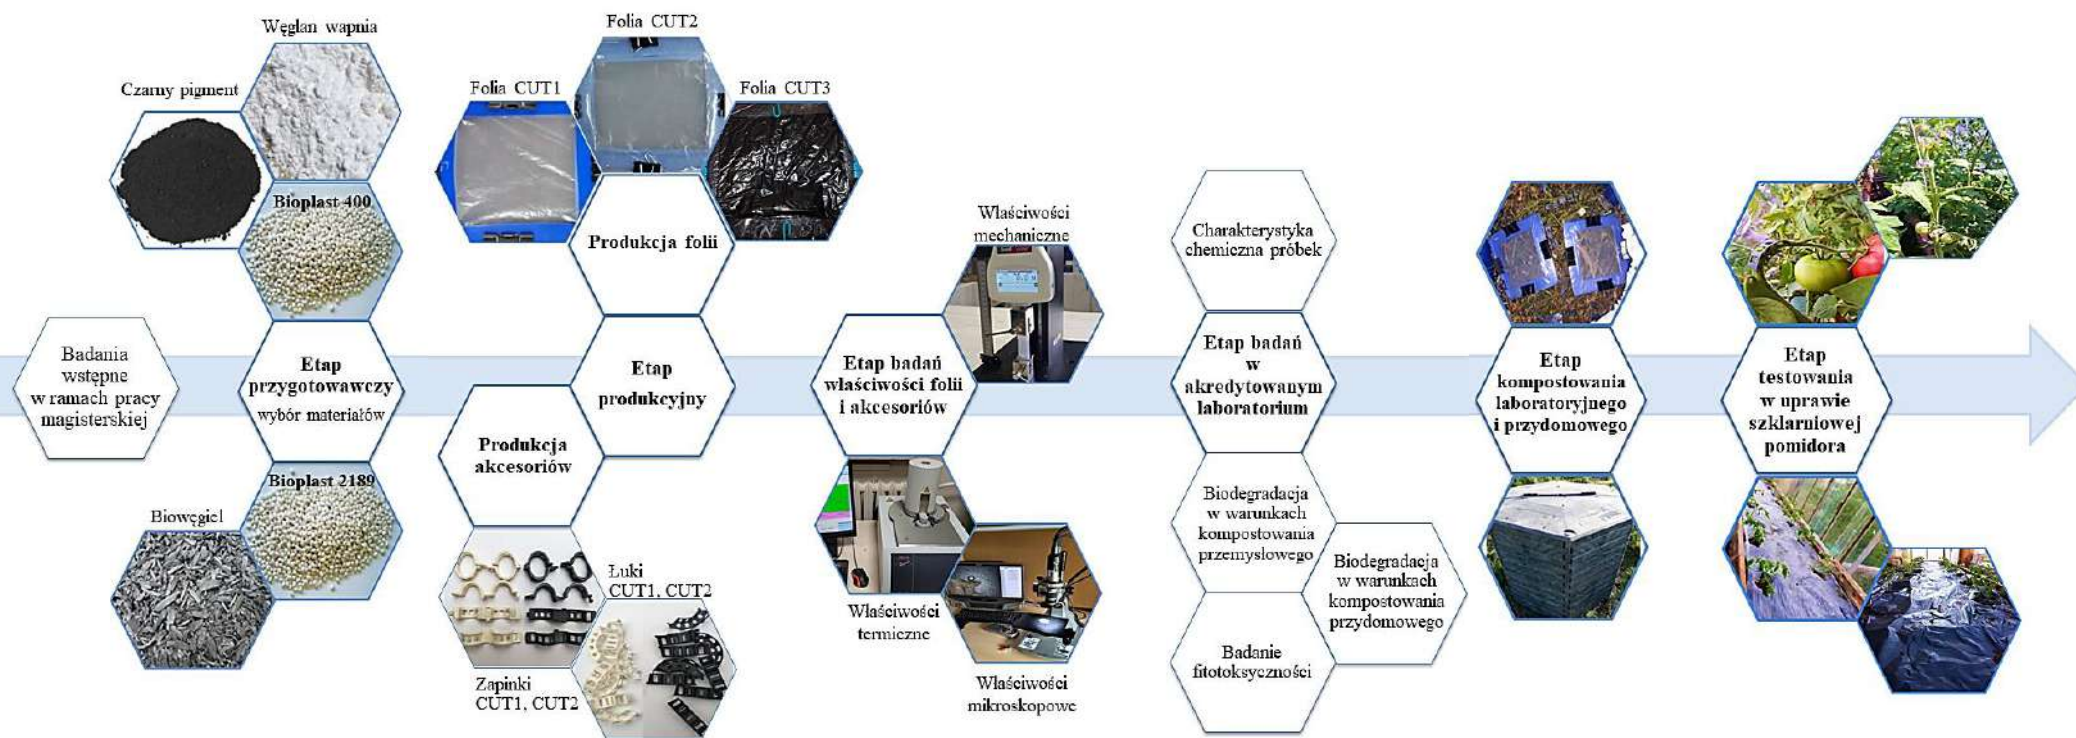 Badania
wstępne
w ramach pracy
magisterskiej
Węglan wapnia
Czarny pigment
Bioplast 400
Etap
przygotowawczy
wybór materiałów
Bioplast 2189
Biowęgiel
Folia CUT1
Folia CUT2
Folia CUT3
Produkcja folii
Etap
produkcyjny
Produkcja
akcesoriów
Łuki
CUT1, CUT2
Zapinki
CUT1, CUT2
Właściwości
mechaniczne
Etap badań
właściwości folii
i akcesoriów
Właściwości
termiczne
Właściwości
mikroskopowe
Charakterystyka
chemiczna próbek
Etap badań
w
akredytowanym
laboratorium
Biodegradacja
w warunkach
kompostowania
przemysłowego
Biodegradacja
w warunkach
kompostowania
przydomowego
Badanie
fitotoksyczności
Etap
kompostowania
laboratoryjnego
i przydomowego
Etap
testowania
w uprawie
szklarniowej
pomidora